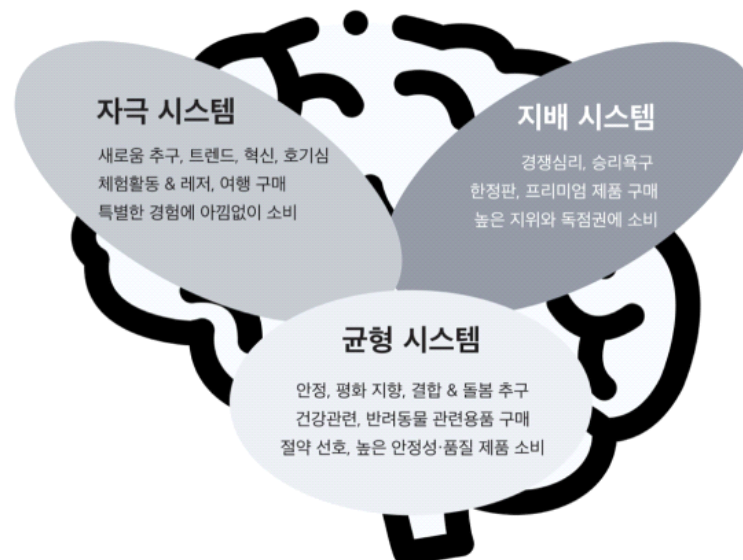 자극 시스템
새로움 추구, 트렌드, 혁신, 호기심
체험활동 & 레저, 여행 구매
특별한 경험에 아낌없이 소비
지배 시스템
경쟁심리, 승리욕구
한정판, 프리미엄 제품 구매
높은 지위와 독점권에 소비
균형 시스템
안정, 평화 지향, 결합 & 돌봄 추구
건강관련, 반려동물 관련용품 구매
절약 선호, 높은 안정성·품질 제품 소비